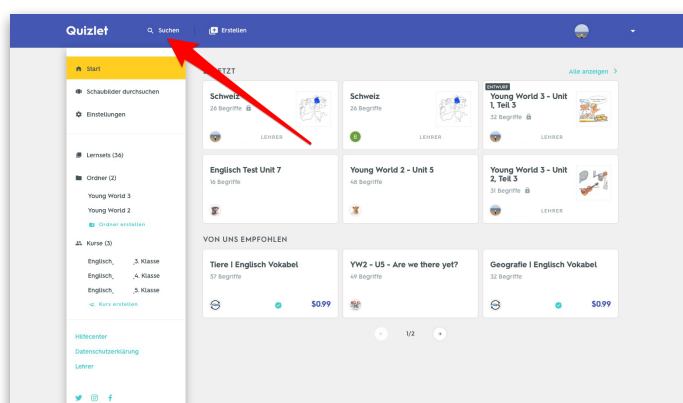 Quizlet
Suchen
Erstellen
Start
Schaubilder durchsuchen
Einstellungen
Lernsets (36)
Ordner (2)
Young World 3
Young World 2
Ordner erstellen
Kurse (3)
Englisch, ,3. Klasse
Englisch, ,4. Klasse
Englisch, ,5. Klasse
Kurs erstellen
Hilfecenter
Datenschutzerklärung
Lehrer
Alle anzeigen
Schweiz
26 Begriffe
LEHRER
Schweiz
26 Begriffe
LEHRER
ENTWURF
Young World 3 - Unit
1, Teil 3
32 Begriffe
LEHRER
Englisch Test Unit 7
16 Begriffe
Young World 2 - Unit 5
48 Begriffe
Young World 3 - Unit
2, Teil 3
31 Begriffe
LEHRER
VON UNS EMPFOHLEN
Tiere I Englisch Vokabel
57 Begriffe
$0.99
YW2 - U5 - Are we there yet?
49 Begriffe
Geografie I Englisch Vokabel
32 Begriffe
$0.99
1/2